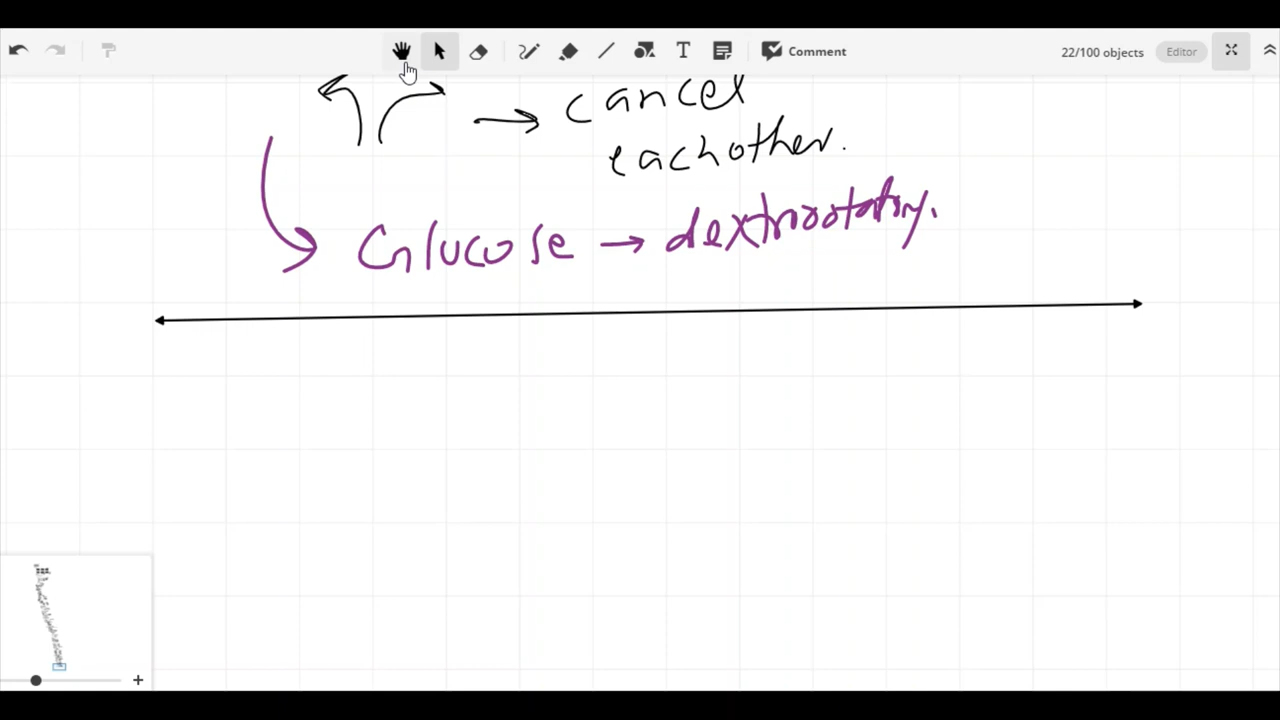 Comment
22/100 objects
Editor
T
→ cancel
eachother.
Glucose → dextrorotatory.